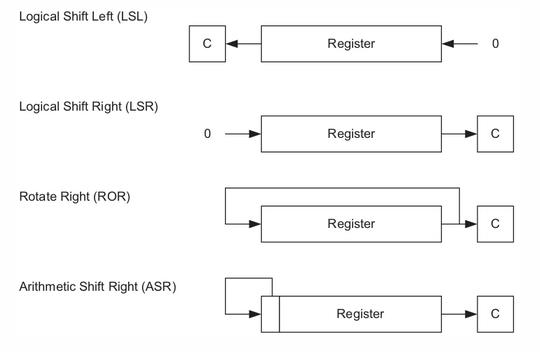 Logical Shift Left (LSL)
C Register 0
Logical Shift Right (LSR)
0 Register C
Rotate Right (ROR)
Register C
Arithmetic Shift Right (ASR)
Register C